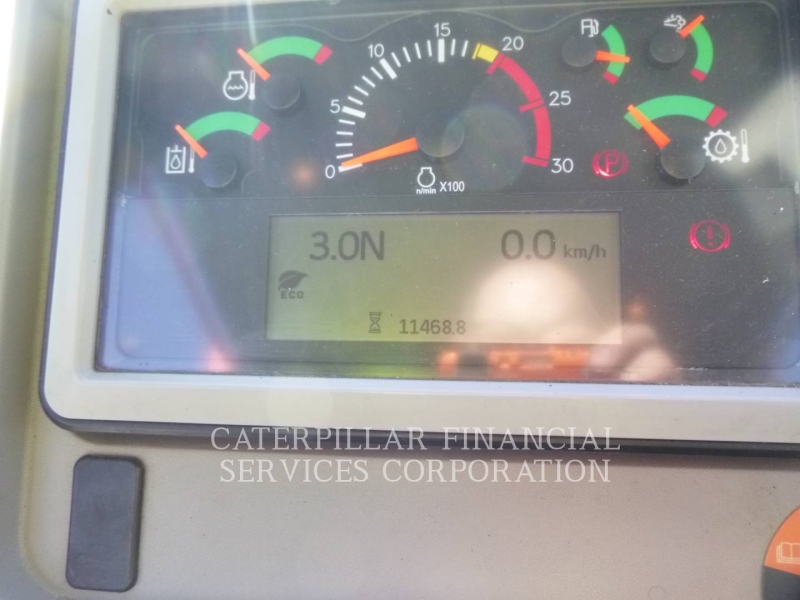 15
10
20
5
25
0
30
n/min X100
P
3.0N
0.0 km/h
ECO
11468.8
CATERPILLAR FINANCIAL
SERVICES CORPORATION